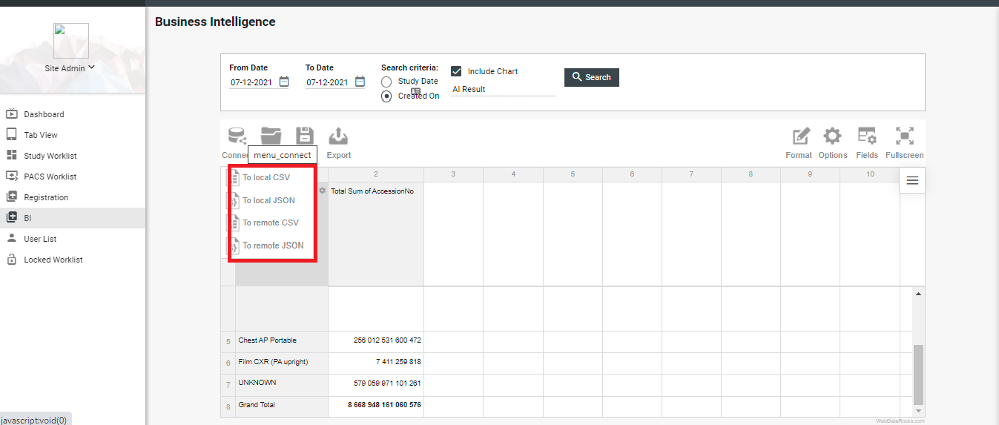 Business Intelligence
Site Admin
From Date
To Date
Search criteria:
Include Chart
Search
07-12-2021
07-12-2021
Study Date
AI Result
Created On
Dashboard
Tab View
Study Worklist
PACS Worklist
Registration
BI
User List
Locked Worklist
Conne
menu_connect
Export
Format
Options
Fields
Fullscreen
To local CSV
To local JSON
To remote CSV
To remote JSON
2 3 4 5 6 7 8 9 10
Total Sum of AccessionNo
5 Chest AP Portable 256 012 531 600 472
6 Film CXR (PA upright) 7 411 259 818
7 UNKNOWN 579 059 971 101 261
8 Grand Total 8 668 948 161 060 576
WebDataRocks.com
javascript:void(0)